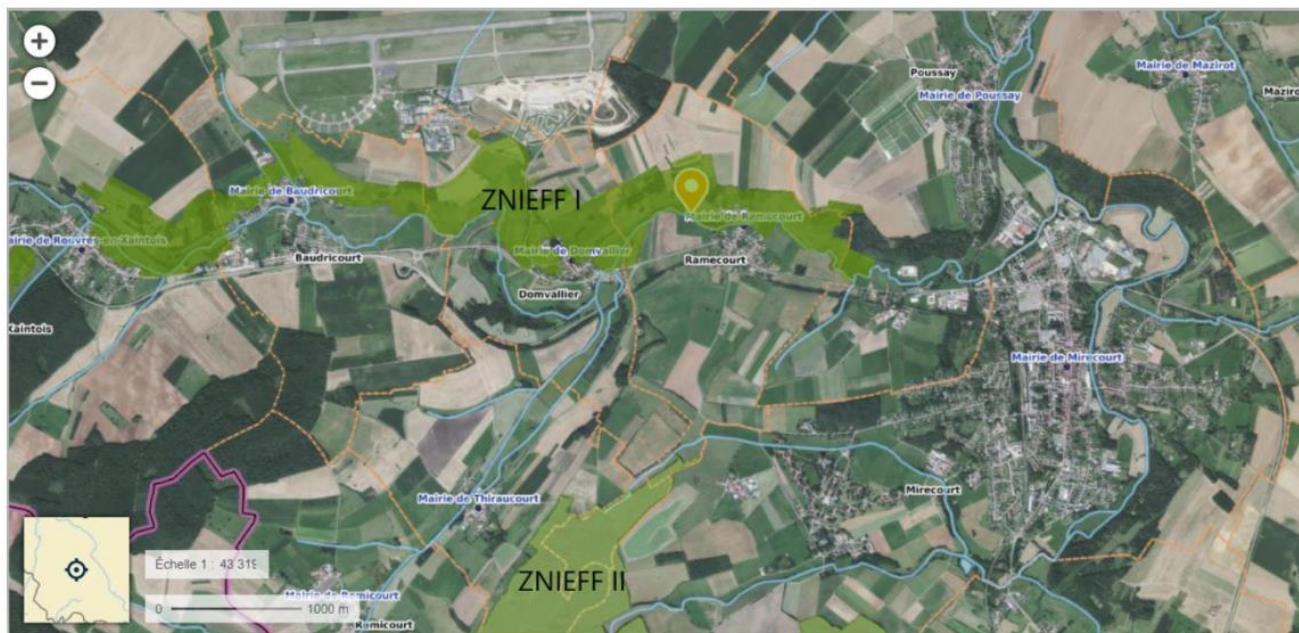 +
−
Poussay
Mairie de Poussay
Mairie de Mazirot
Mazirot
ZNIEFF I
Mairie de Baudricourt
Mairie de Ramecourt
Mairie de Rouvres-en-Xaintois
Mairie de Domvallier
Baudricourt
Ramecourt
Domvallier
Xaintois
Mairie de Mirecourt
Mairie de Thiraucourt
Mirecourt
ZNIEFF II
Échelle 1 : 43 319
0
1000 m
Mairie de Remicourt
Remicourt